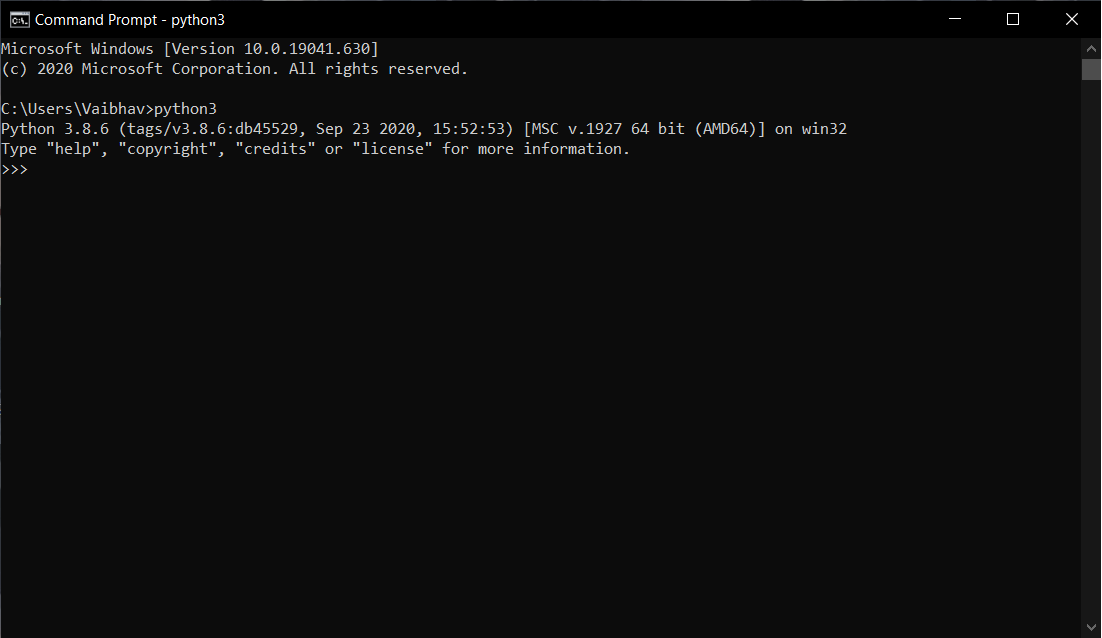 Command Prompt - python3
Microsoft Windows [Version 10.0.19041.630]
(c) 2020 Microsoft Corporation. All rights reserved.
C:\Users\Vaibhav>python3
Python 3.8.6 (tags/v3.8.6:db45529, Sep 23 2020, 15:52:53) [MSC v.1927 64 bit (AMD64)] on win32
Type "help", "copyright", "credits" or "license" for more information.
>>>